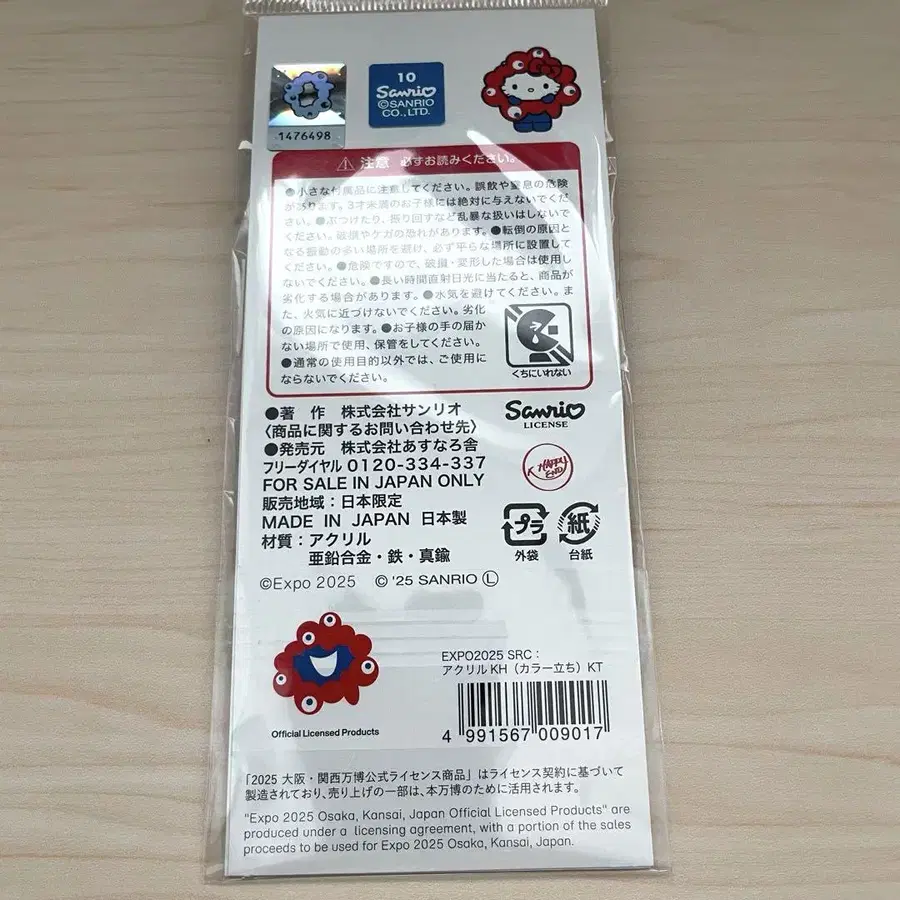 1476498
10
Sanrio
©SANRIO
CO.,LTD.
⚠ 注意 必ずお読みください。
●小さな付属品に注意してください。誤飲や窒息の危険
があります。3才未満のお子様には絶対に与えないでくだ
さい。●ぶつけたり、振り回すなど乱暴な扱いはしないで
ください。破損やケガの恐れがあります。●転倒の原因と
なる振動の多い場所を避け、必ず平らな場所に設置して
ください。●危険ですので、破損・変形した場合は使用し
ないでください。●長い時間直射日光に当たると、商品が
劣化する場合があります。●水気を避けてください。ま
た、火気に近づけないでください。劣化
の原因になります。●お子様の手の届か
ない場所で使用、保管をしてください。
●通常の使用目的以外では、ご使用に
ならないでください。
くちにいれない
●著 作 株式会社サンリオ
〈商品に関するお問い合わせ先〉
●発売元 株式会社あすなろ舎
フリーダイヤル 0120-334-337
FOR SALE IN JAPAN ONLY
販売地域：日本限定
MADE IN JAPAN 日本製
材質：アクリル
亜鉛合金・鉄・真鍮
Sanrio
LICENSE
K HAPPY END
プラ
外袋
紙
台紙
©Expo 2025 © '25 SANRIO Ⓛ
Official Licensed Products
EXPO2025 SRC：
アクリルKH（カラー立ち）KT
4 991567 009017
「2025 大阪・関西万博公式ライセンス商品」はライセンス契約に基づいて
製造されており、売り上げの一部は、本万博のために活用されます。
"Expo 2025 Osaka, Kansai, Japan Official Licensed Products" are
produced under a licensing agreement, with a portion of the sales
proceeds to be used for Expo 2025 Osaka, Kansai, Japan.